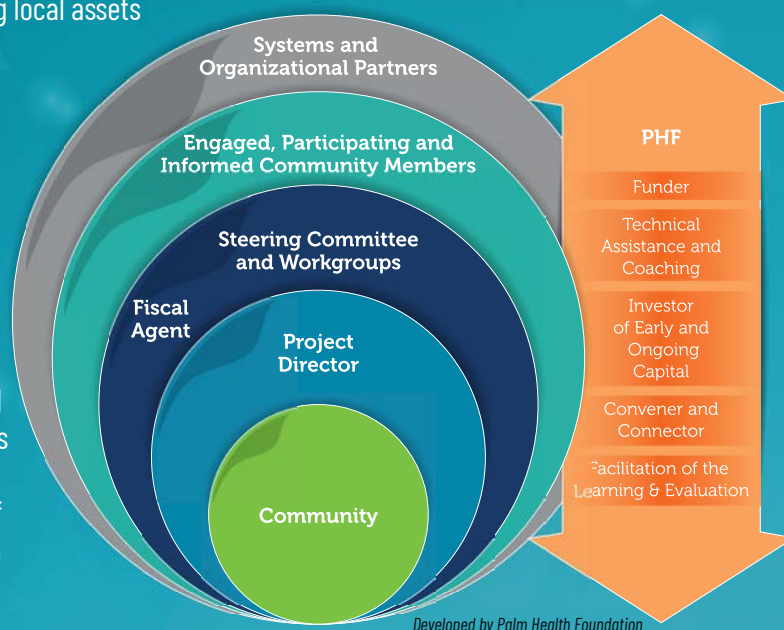 g local assets
Systems and
Organizational Partners
Engaged, Participating and
Informed Community Members
Steering Committee
and Workgroups
Fiscal
Agent
Project
Director
Community
PHF
Funder
Technical
Assistance and
Coaching
Investor
of Early and
Ongoing
Capital
Convener and
Connector
Facilitation of the
Learning & Evaluation
s
Developed by Palm Health Foundation